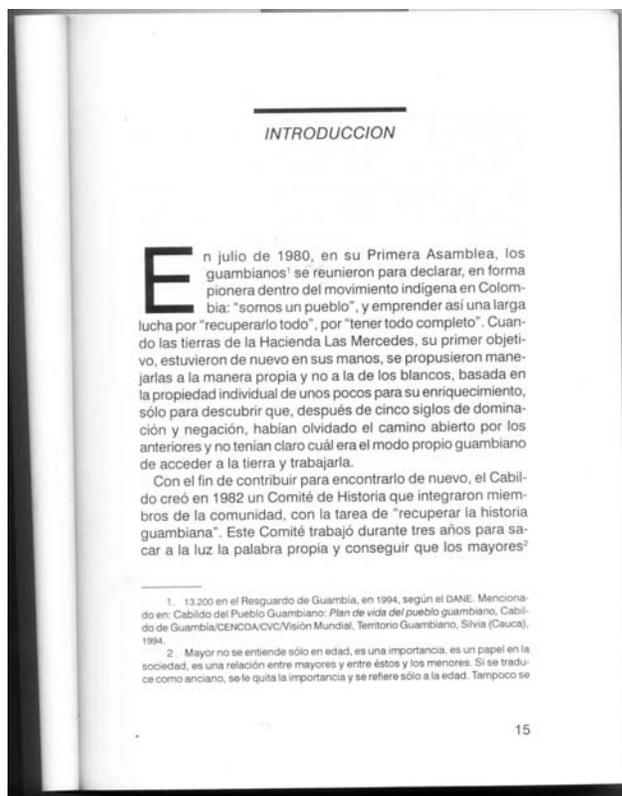 INTRODUCCION
En julio de 1980, en su Primera Asamblea, los
guambianos¹ se reunieron para declarar, en forma
pionera dentro del movimiento indígena en Colom-
bia: “somos un pueblo”, y emprender así una larga
lucha por “recuperarlo todo”, por “tener todo completo”. Cuan-
do las tierras de la Hacienda Las Mercedes, su primer objeti-
vo, estuvieron de nuevo en sus manos, se propusieron mane-
jarlas a la manera propia y no a la de los blancos, basada en
la propiedad individual de unos pocos para su enriquecimiento,
sólo para descubrir que, después de cinco siglos de domina-
ción y negación, habían olvidado el camino abierto por los
anteriores y no tenían claro cuál era el modo propio guambiano
de acceder a la tierra y trabajarla.
Con el fin de contribuir para encontrarlo de nuevo, el Cabil-
do creó en 1982 un Comité de Historia que integraron miem-
bros de la comunidad, con la tarea de “recuperar la historia
guambiana”. Este Comité trabajó durante tres años para sa-
car a la luz la palabra propia y conseguir que los mayores²
1. 13.200 en el Resguardo de Guambía, en 1994, según el DANE. Menciona-
do en: Cabildo del Pueblo Guambiano: Plan de vida del pueblo guambiano, Cabil-
do de Guambía/CENCOA/CVC/Visión Mundial, Territorio Guambiano, Silvia (Cauca),
1994.
2. Mayor no se entiende sólo en edad, es una importancia, es un papel en la
sociedad, es una relación entre mayores y entre éstos y los menores. Si se tradu-
ce como anciano, se le quita la importancia y se refiere sólo a la edad. Tampoco se
15